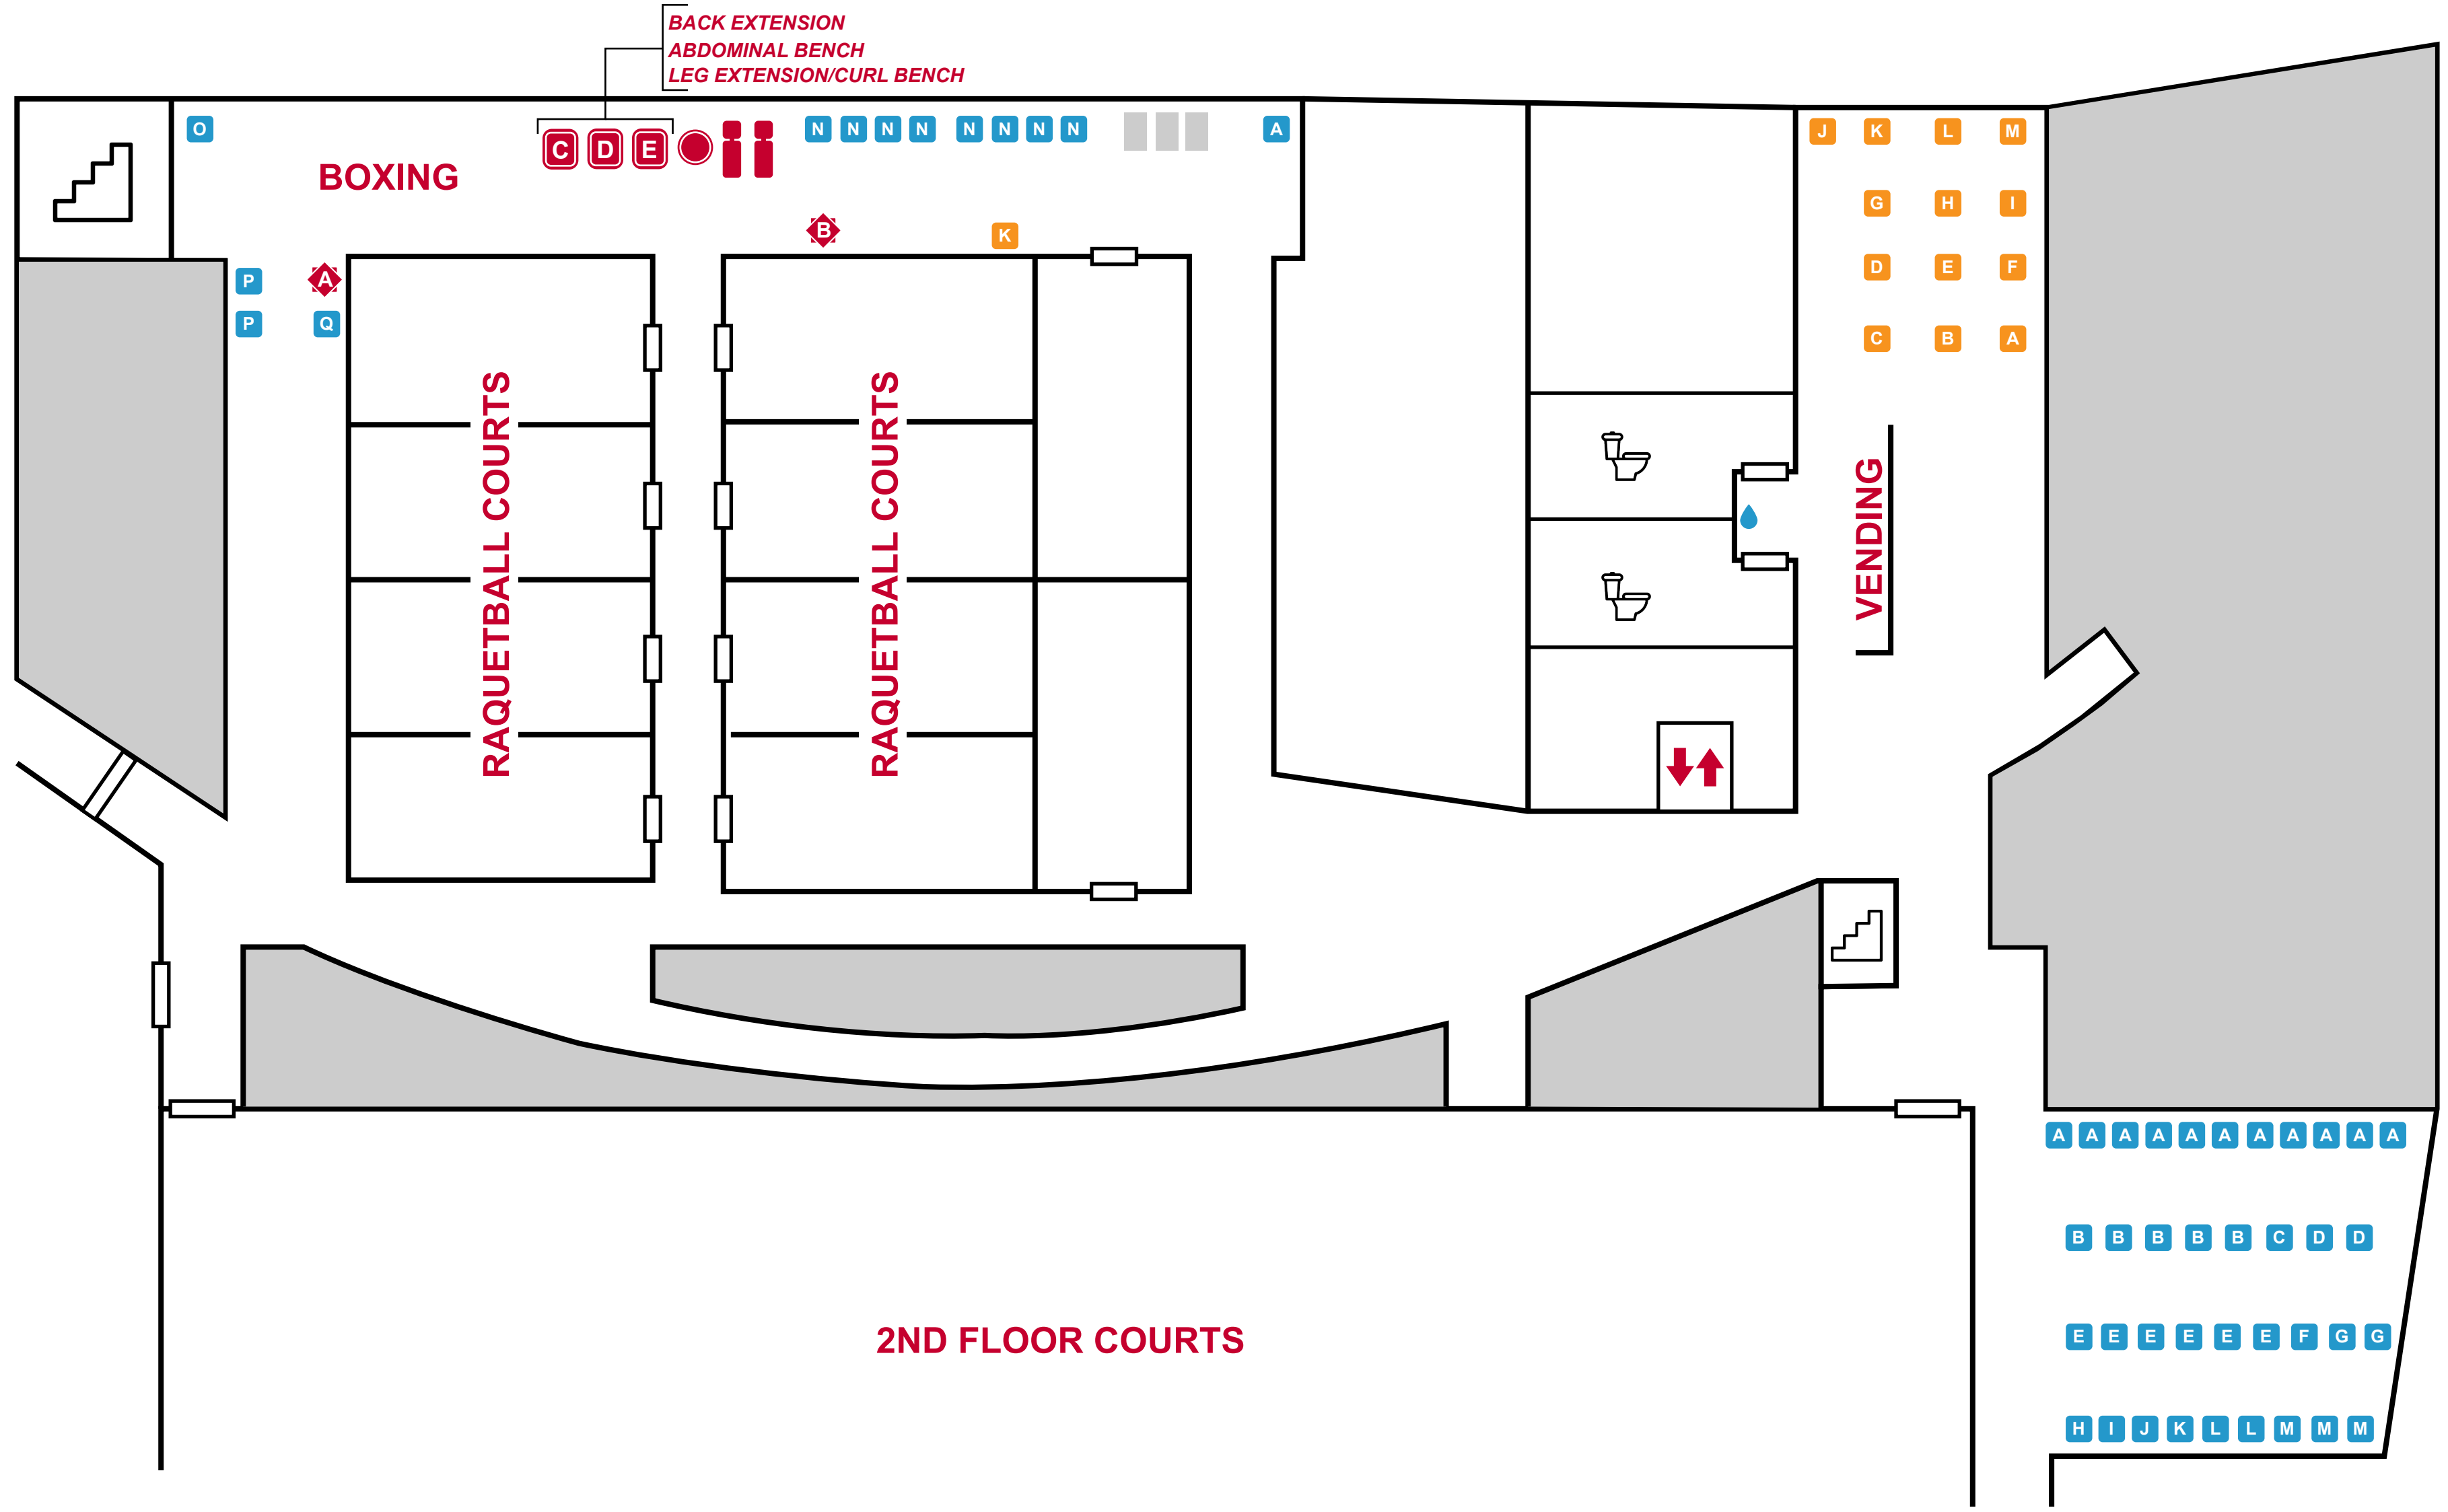 BACK EXTENSION
ABDOMINAL BENCH
LEG EXTENSION/CURL BENCH
O
C D E
N N N N N N N N
A
J K L M
BOXING
G H I
B
K
D E F
P
A
P
Q
C B A
RAQUETBALL COURTS
RAQUETBALL COURTS
VENDING
A A A A A A A A A A A
B B B B B C D D
E E E E E E F G G
2ND FLOOR COURTS
H I J K L L M M M